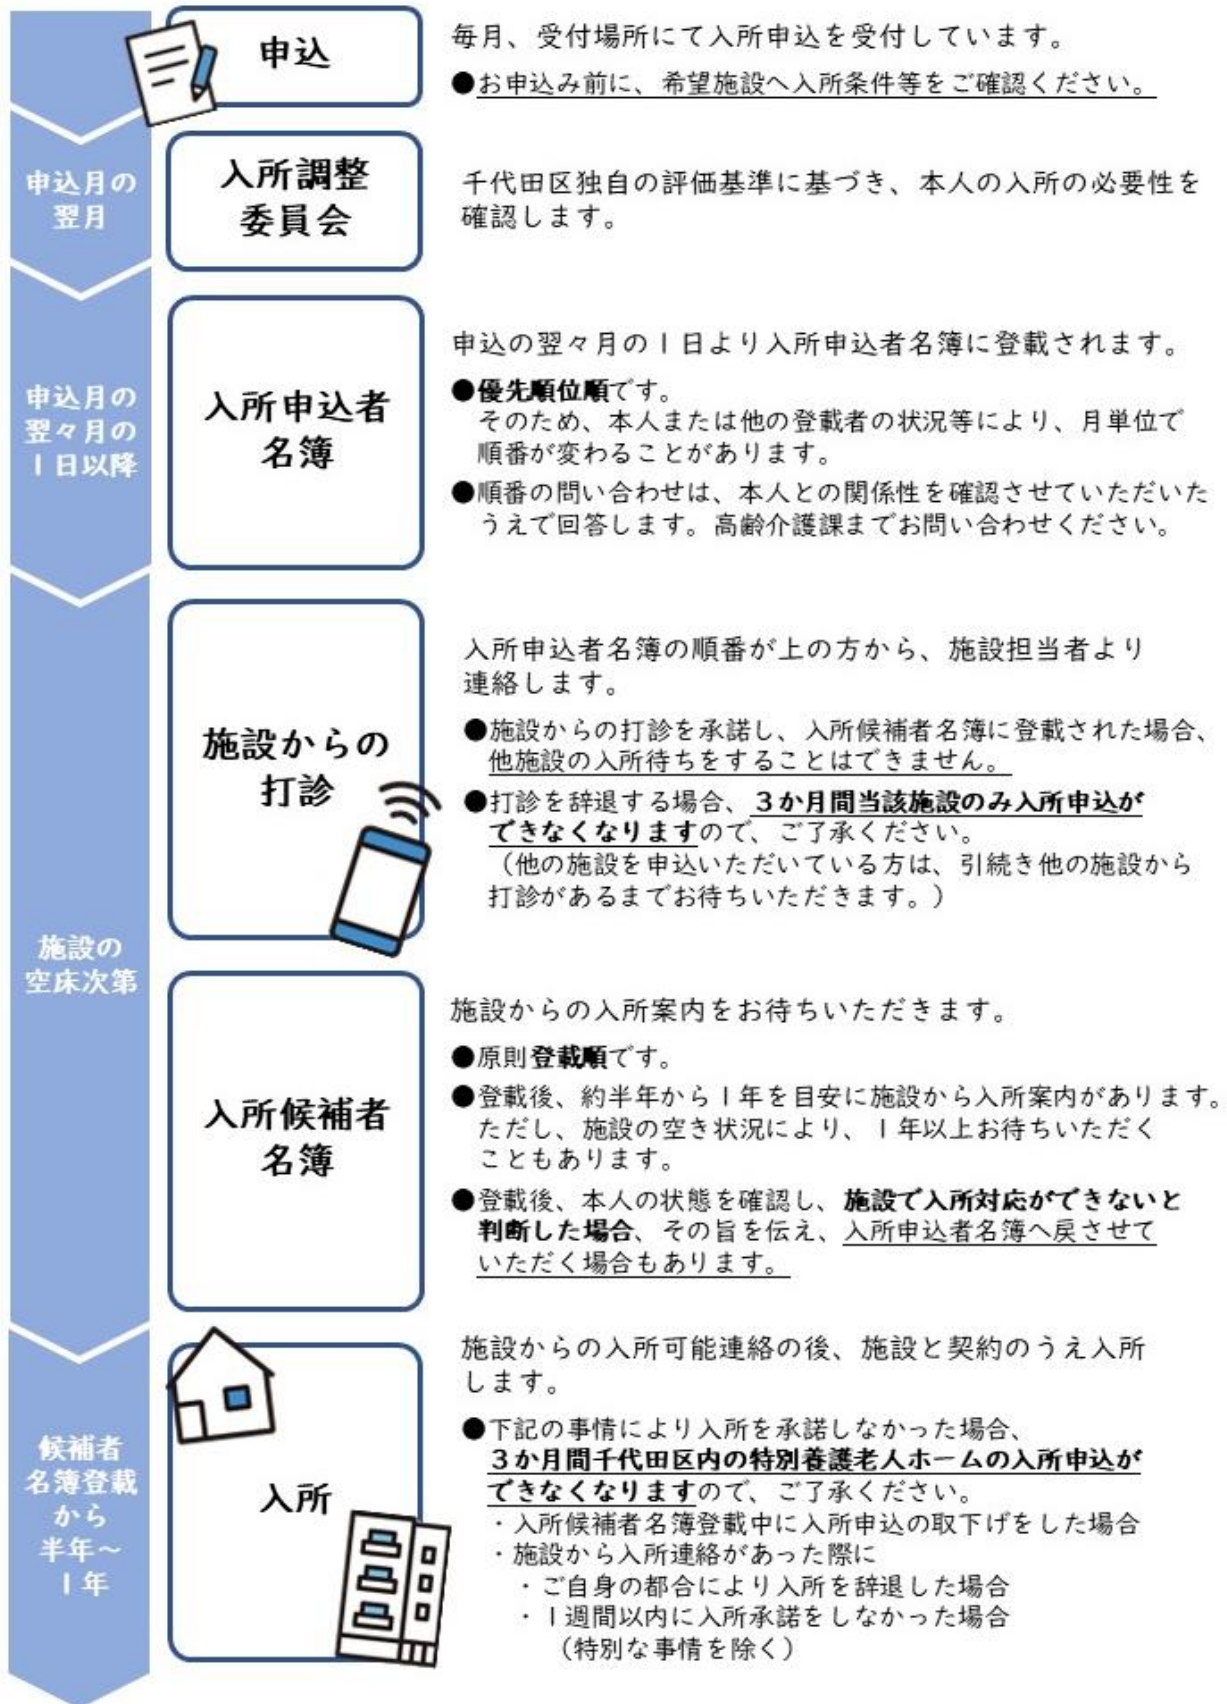 申込
毎月、受付場所にて入所申込を受付しています。
●お申込み前に、希望施設へ入所条件等をご確認ください。
申込月の
翌月
入所調整
委員会
千代田区独自の評価基準に基づき、本人の入所の必要性を
確認します。
申込月の
翌々月の
1日以降
入所申込者
名簿
申込の翌々月の1日より入所申込者名簿に登載されます。
●優先順位順です。
そのため、本人または他の登載者の状況等により、月単位で
順番が変わることがあります。
●順番の問い合わせは、本人との関係性を確認させていただいた
うえで回答します。高齢介護課までお問い合わせください。
施設の
空床次第
施設からの
打診
入所申込者名簿の順番が上の方から、施設担当者より
連絡します。
●施設からの打診を承諾し、入所候補者名簿に登載された場合、
他施設の入所待ちをすることはできません。
●打診を辞退する場合、3か月間当該施設のみ入所申込が
できなくなりますので、ご了承ください。
（他の施設を申込いただいている方は、引続き他の施設から
打診があるまでお待ちいただきます。）
入所候補者
名簿
施設からの入所案内をお待ちいただきます。
●原則登載順です。
●登載後、約半年から1年を目安に施設から入所案内があります。
ただし、施設の空き状況により、1年以上お待ちいただく
こともあります。
●登載後、本人の状態を確認し、施設で入所対応ができないと
判断した場合、その旨を伝え、入所申込者名簿へ戻させて
いただく場合もあります。
候補者
名簿登載
から
半年～
1年
入所
施設からの入所可能連絡の後、施設と契約のうえ入所
します。
●下記の事情により入所を承諾しなかった場合、
3か月間千代田区内の特別養護老人ホームの入所申込が
できなくなりますので、ご了承ください。
・入所候補者名簿登載中に入所申込の取下げをした場合
・施設から入所連絡があった際に
・ご自身の都合により入所を辞退した場合
・1週間以内に入所承諾をしなかった場合
（特別な事情を除く）